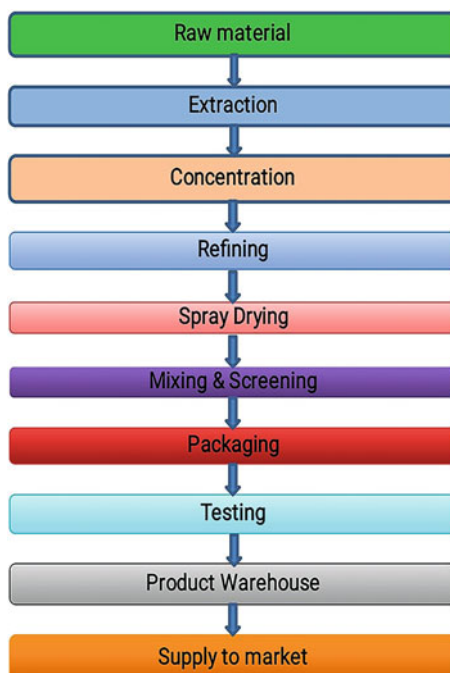 Raw material
Extraction
Concentration
Refining
Spray Drying
Mixing & Screening
Packaging
Testing
Product Warehouse
Supply to market